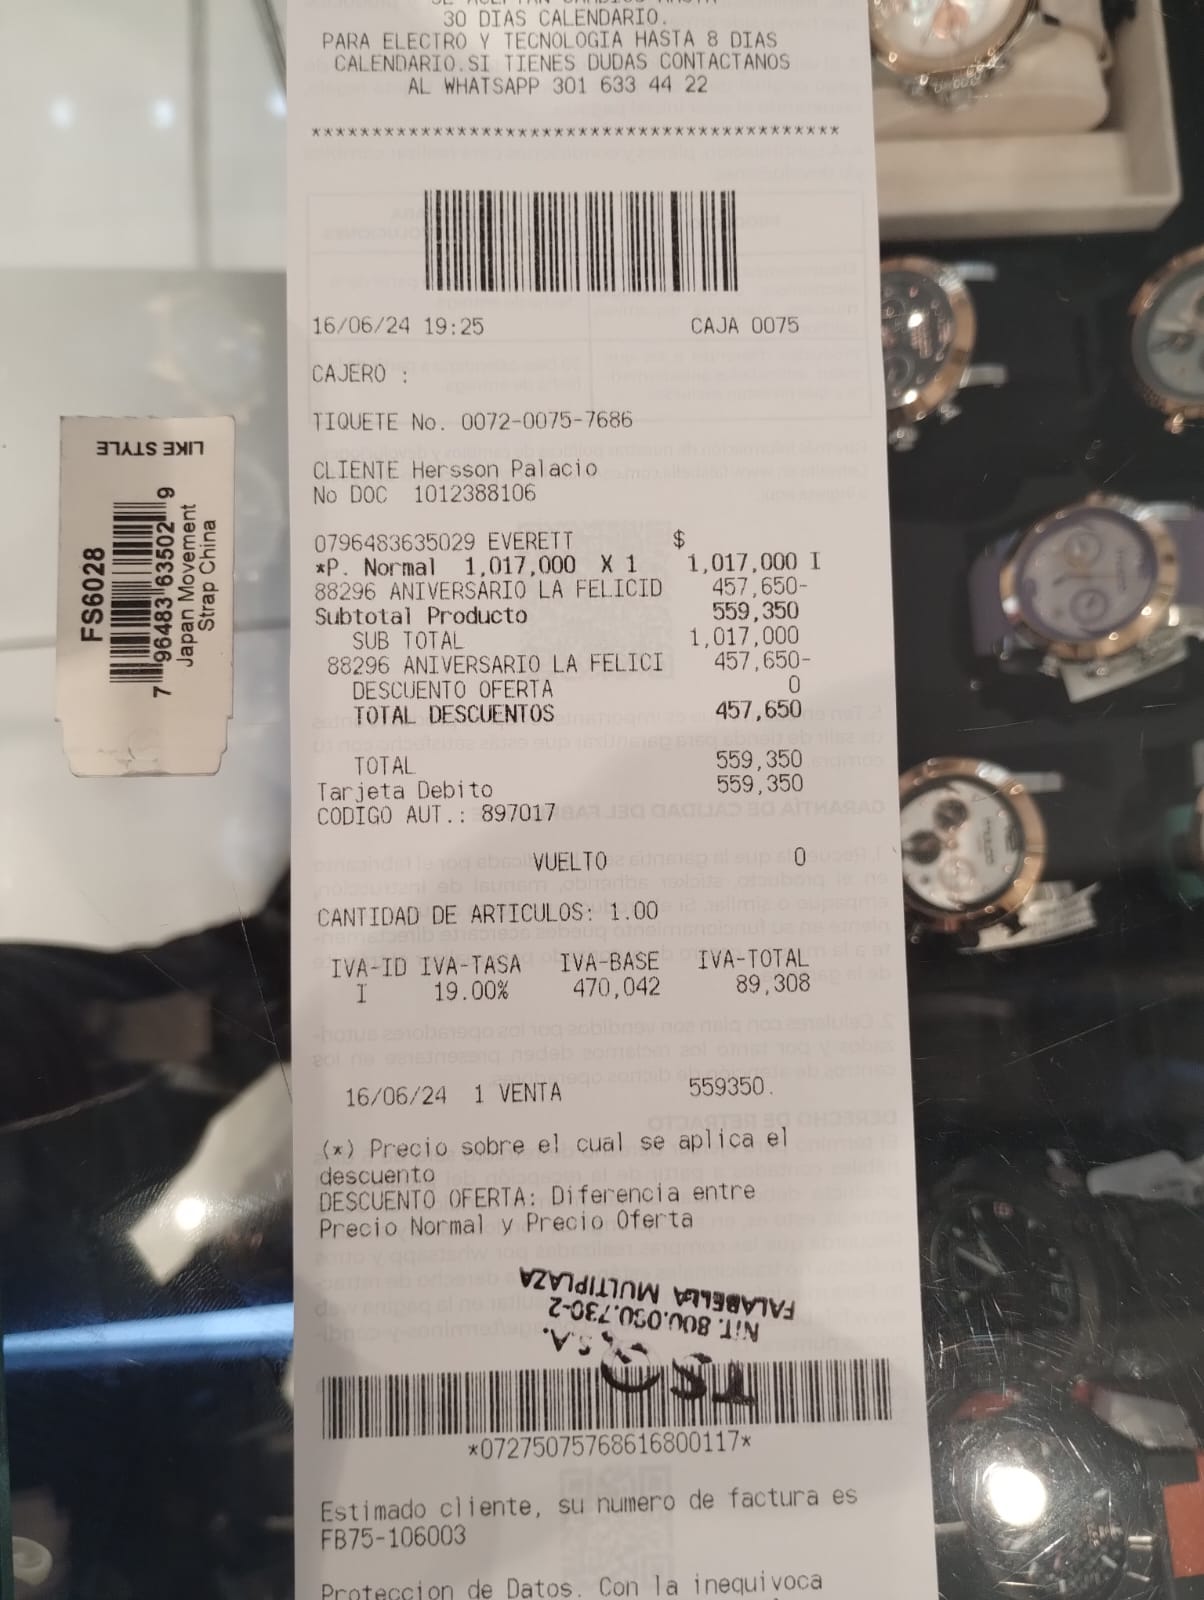 30 DIAS CALENDARIO.
PARA ELECTRO Y TECNOLOGIA HASTA 8 DIAS
CALENDARIO.SI TIENES DUDAS CONTACTANOS
AL WHATSAPP 301 633 44 22
*******************************************
16/06/24 19:25 CAJA 0075
CAJERO :
TIQUETE No. 0072-0075-7686
CLIENTE Hersson Palacio
No DOC 1012388106
0796483635029 EVERETT $
*P. Normal 1,017,000 X 1 1,017,000 I
88296 ANIVERSARIO LA FELICID 457,650-
Subtotal Producto 559,350
SUB TOTAL 1,017,000
88296 ANIVERSARIO LA FELICI 457,650-
DESCUENTO OFERTA 0
TOTAL DESCUENTOS 457,650
TOTAL 559,350
Tarjeta Debito 559,350
CODIGO AUT.: 897017
VUELTO 0
CANTIDAD DE ARTICULOS: 1.00
IVA-ID IVA-TASA IVA-BASE IVA-TOTAL
I 19.00% 470,042 89,308
16/06/24 1 VENTA 559350.
(*) Precio sobre el cual se aplica el
descuento
DESCUENTO OFERTA: Diferencia entre
Precio Normal y Precio Oferta
S.A.
NiT. 800.050.730-2
FALABELLA MULTIPLAZA
*07275075768616800117*
Estimado cliente, su numero de factura es
FB75-106003
Proteccion de Datos. Con la inequivoca
LIKE STYLE
FS6028
7 96483 63502 9
Japan Movement
Strap China